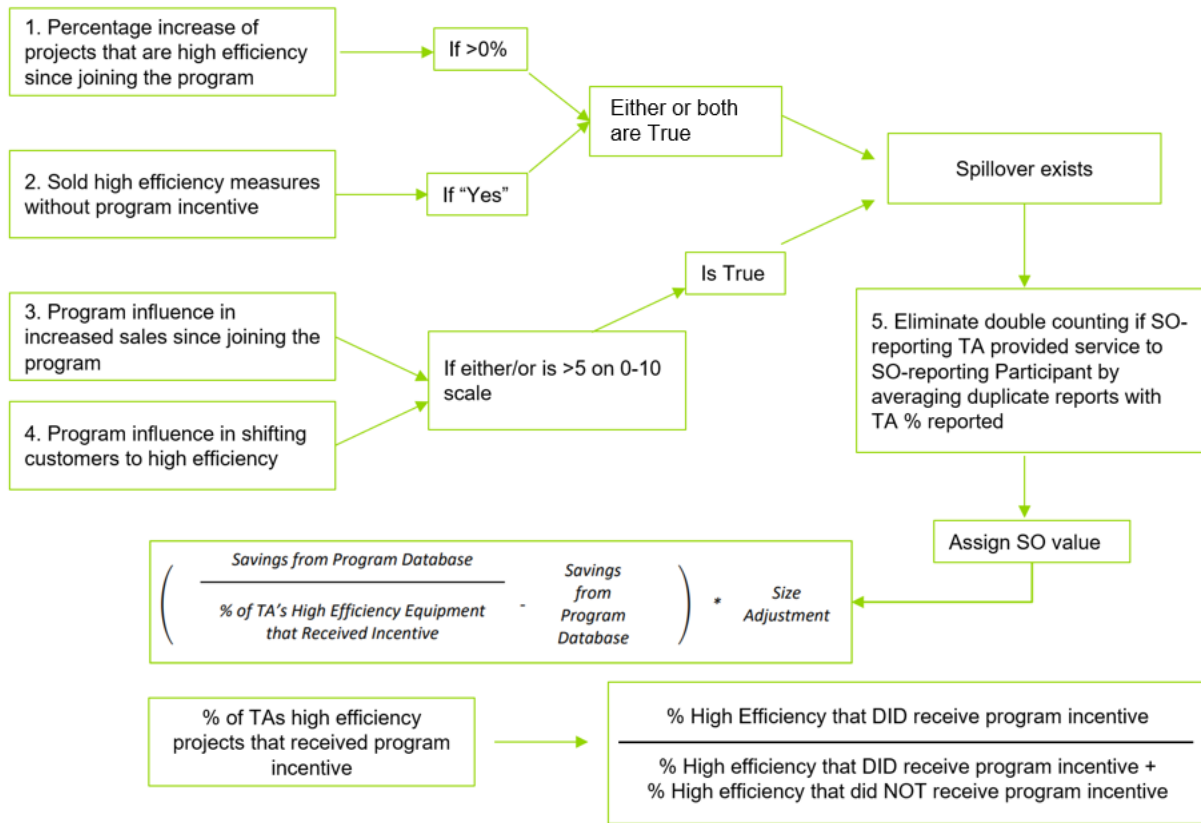 1. Percentage increase of
projects that are high efficiency
since joining the program
If >0%
Either or both
are True
2. Sold high efficiency measures
without program incentive
If “Yes”
Spillover exists
Is True
3. Program influence in
increased sales since joining the
program
If either/or is >5 on 0-10
scale
4. Program influence in shifting
customers to high efficiency
5. Eliminate double counting if SO-
reporting TA provided service to
SO-reporting Participant by
averaging duplicate reports with
TA % reported
Assign SO value
(
Savings from Program Database
% of TA's High Efficiency Equipment
that Received Incentive
-
Savings
from
Program
Database
)
*
Size
Adjustment
% of TAs high efficiency
projects that received program
incentive
% High Efficiency that DID receive program incentive
% High efficiency that DID receive program incentive +
% High efficiency that did NOT receive program incentive